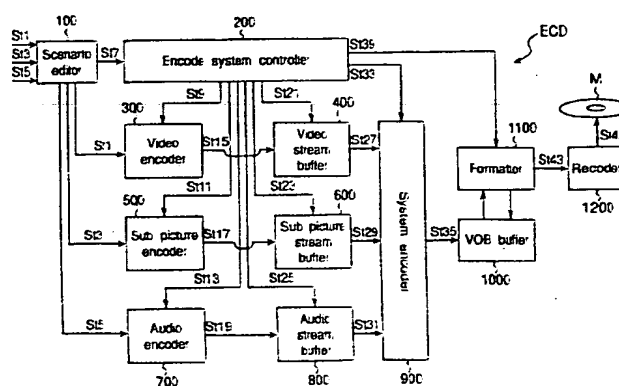 100
200
St39
ECD
St1
St3
St5
Scenario editor
St7
Encode system controller
St33
St9
St21
M
300
400
St1
Video encoder
St15
Video stream buffer
St27
1100
St41
St11
St23
Formatter
St43
Recoder
500
600
1200
St3
Sub picture encoder
St17
Sub picture stream buffer
St29
System encoder
St35
VOB buffer
1000
St13
St25
St5
Audio encoder
St19
Audio stream buffer
St31
700
800
900